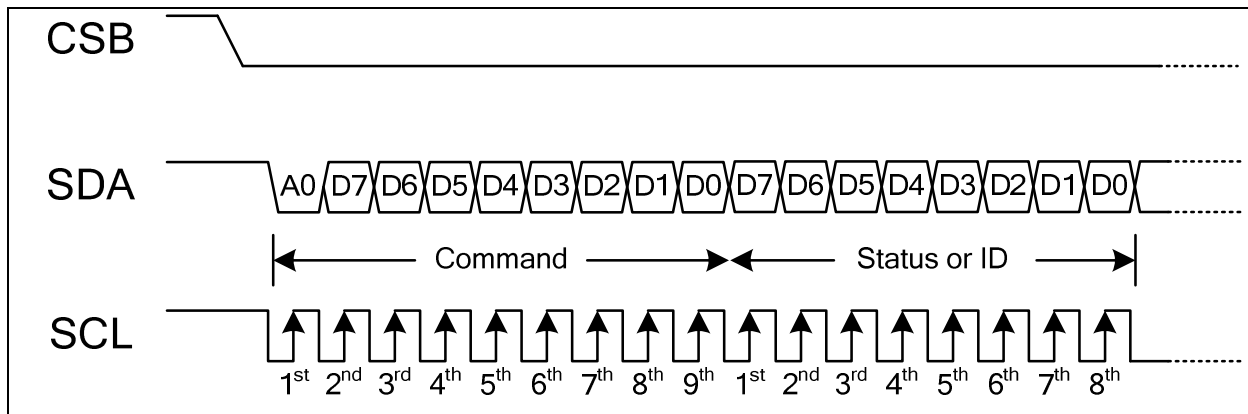 CSB
SDA A0 D7 D6 D5 D4 D3 D2 D1 D0 D7 D6 D5 D4 D3 D2 D1 D0
Command Status or ID
SCL
1st 2nd 3rd 4th 5th 6th 7th 8th 9th 1st 2nd 3rd 4th 5th 6th 7th 8th